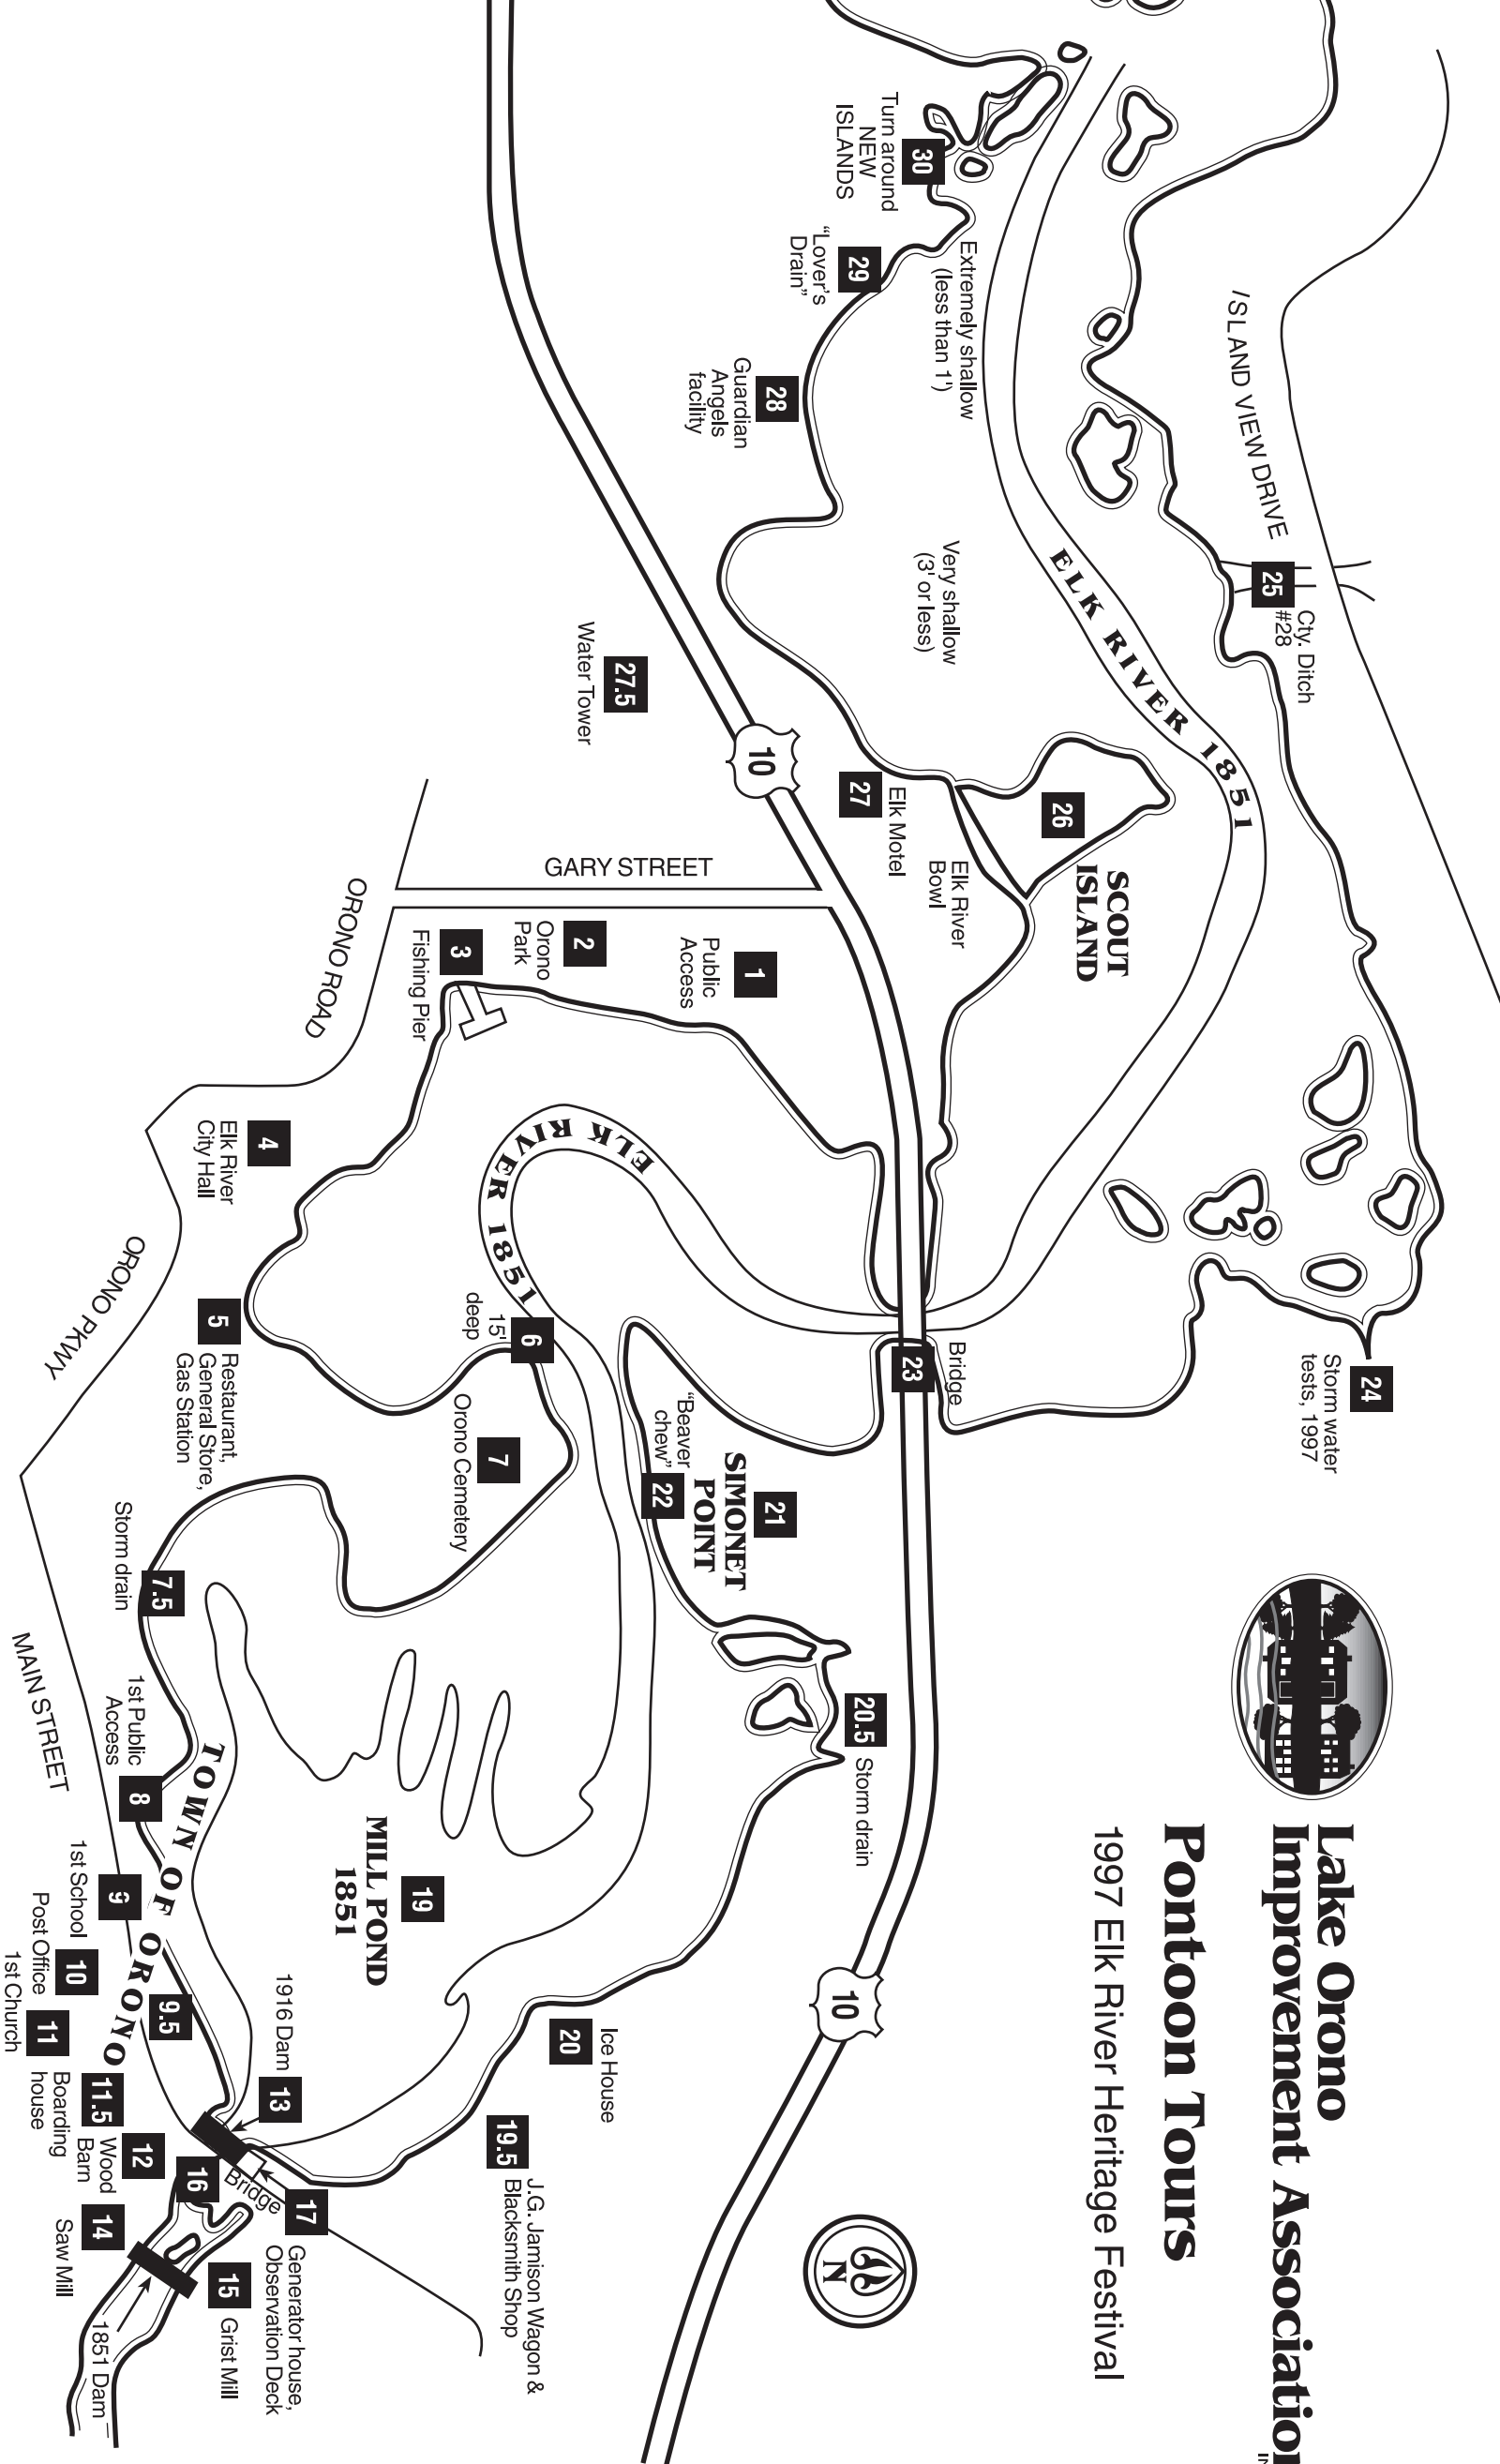 Lake Orono
Improvement Association
Pontoon Tours
1997 Elk River Heritage Festival
ISLAND VIEW DRIVE
25
Cty. Ditch
#28
24
Storm water
tests, 1997
ELK RIVER 1851
SCOUT
ISLAND
26
Extremely shallow
(less than 1')
Very shallow
(3' or less)
30
Turn around
NEW
ISLANDS
29
"Lover's
Drain"
28
Guardian
Angels
facility
27
Elk Motel
Elk River
Bowl
27.5
Water Tower
10
23
Bridge
GARY STREET
ORONO ROAD
1
Public
Access
2
Orono
Park
3
Fishing Pier
4
Elk River
City Hall
ORONO PKWY
5
Restaurant,
General Store,
Gas Station
ELK RIVER 1851
6
15'
deep
7
Orono Cemetery
21
SIMONET
POINT
22
"Beaver
chew"
20.5
Storm drain
10
N
7.5
Storm drain
MAIN STREET
8
1st Public
Access
TOWN OF ORONO
19
MILL POND
1851
20
Ice House
19.5
J.G. Jamison Wagon &
Blacksmith Shop
9
1st School
9.5
10
Post Office
11
1st Church
11.5
Boarding
house
12
Wood
Barn
13
1916 Dam
16
Bridge
17
Generator house,
Observation Deck
14
Saw Mill
15
Grist Mill
1851 Dam